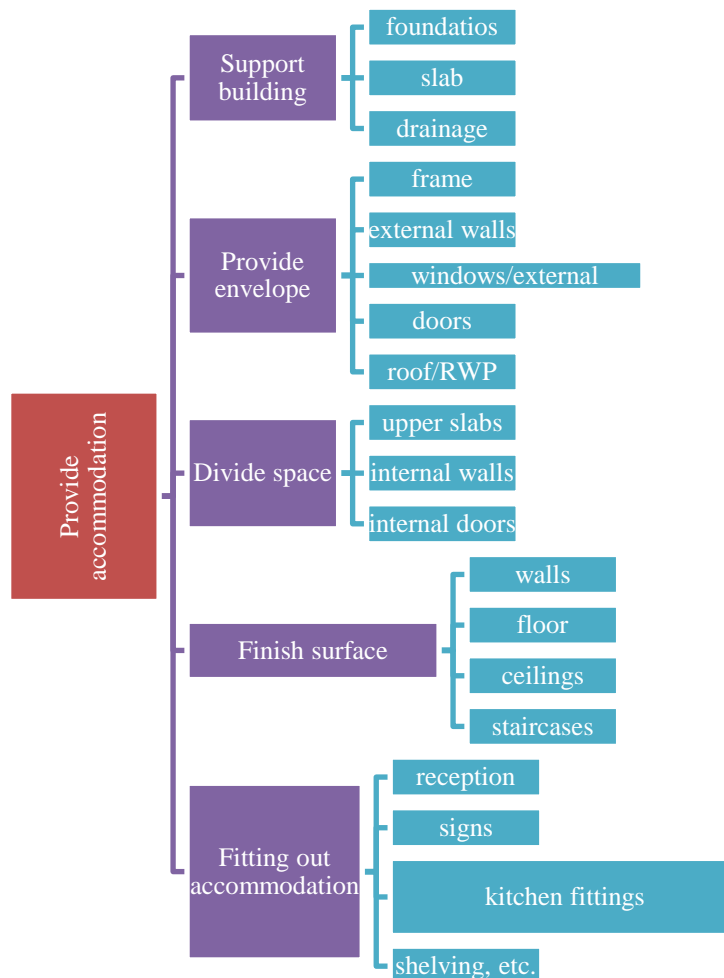 Provide
accommodation
Support
building
foundatios
slab
drainage
Provide
envelope
frame
external walls
windows/external
doors
roof/RWP
Divide space
upper slabs
internal walls
internal doors
Finish surface
walls
floor
ceilings
staircases
Fitting out
accommodation
reception
signs
kitchen fittings
shelving, etc.